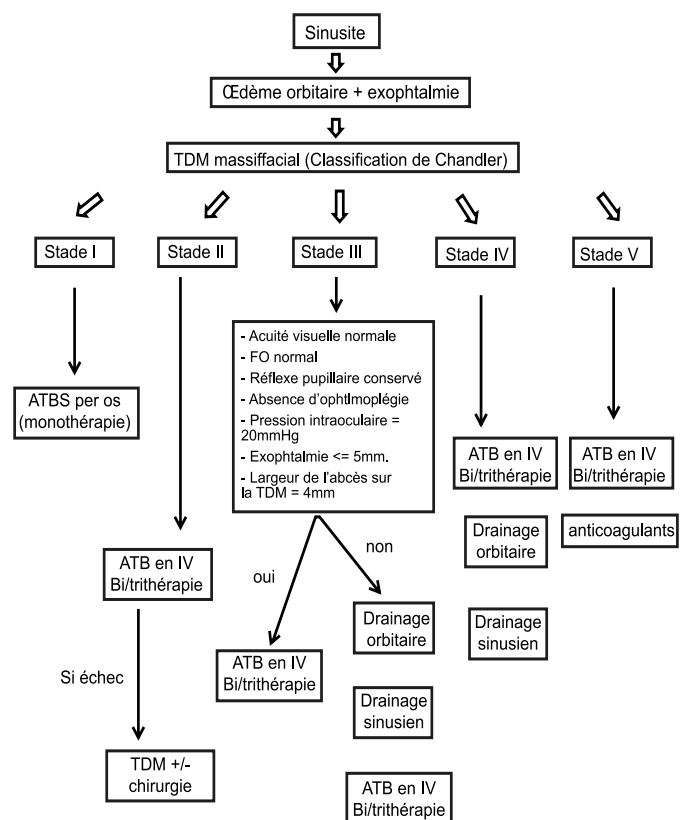 Sinusite
Œdème orbitaire + exophtalmie
TDM massiffacial (Classification de Chandler)
Stade I
Stade II
Stade III
Stade IV
Stade V
ATBS per os
(monothérapie)
ATB en IV
Bi/trithérapie
Si échec
TDM +/-
chirurgie
- Acuité visuelle normale
- FO normal
- Réflexe pupillaire conservé
- Absence d'ophtlmoplégie
- Pression intraoculaire =
20mmHg
- Exophtalmie <= 5mm.
- Largeur de l'abcès sur
la TDM = 4mm
oui
non
ATB en IV
Bi/trithérapie
Drainage
orbitaire
Drainage
sinusien
ATB en IV
Bi/trithérapie
ATB en IV
Bi/trithérapie
Drainage
orbitaire
Drainage
sinusien
ATB en IV
Bi/trithérapie
anticoagulants